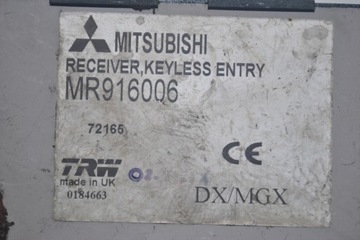 MITSUBISHI
RECEIVER,KEYLESS ENTRY
MR916006
72165
TRW
made in UK
0184663
CE
DX/MGX